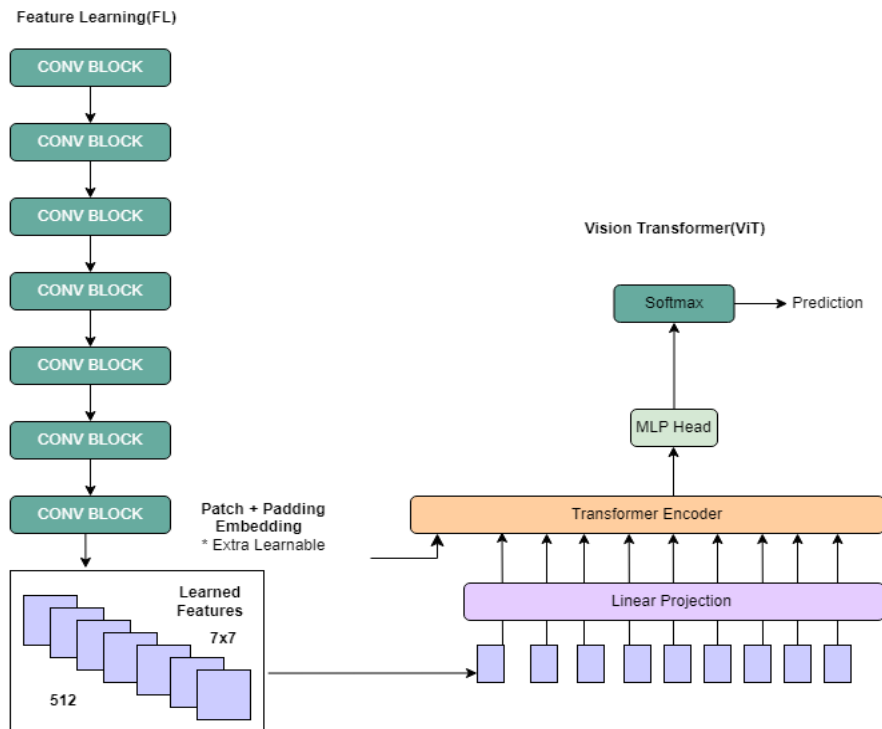 Feature Learning(FL)
CONV BLOCK
CONV BLOCK
CONV BLOCK
CONV BLOCK
CONV BLOCK
CONV BLOCK
CONV BLOCK
Learned
Features
7x7
512
Patch + Padding
Embedding
* Extra Learnable
Vision Transformer(ViT)
Softmax
Prediction
MLP Head
Transformer Encoder
Linear Projection